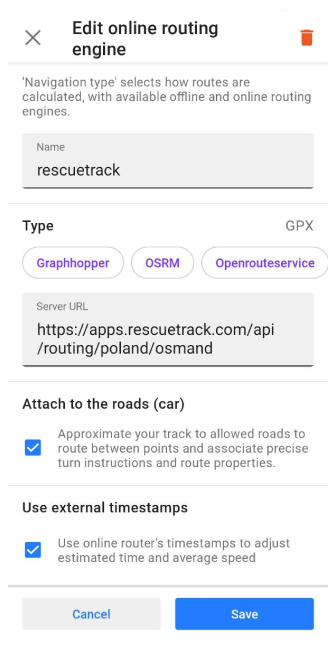 Edit online routing
engine
'Navigation type' selects how routes are
calculated, with available offline and online routing
engines.
Name
rescuetrack
Type GPX
Graphhopper OSRM Openrouteservice
Server URL
https://apps.rescuetrack.com/api
/routing/poland/osmand
Attach to the roads (car)
Approximate your track to allowed roads to
route between points and associate precise
turn instructions and route properties.
Use external timestamps
Use online router's timestamps to adjust
estimated time and average speed
Cancel Save